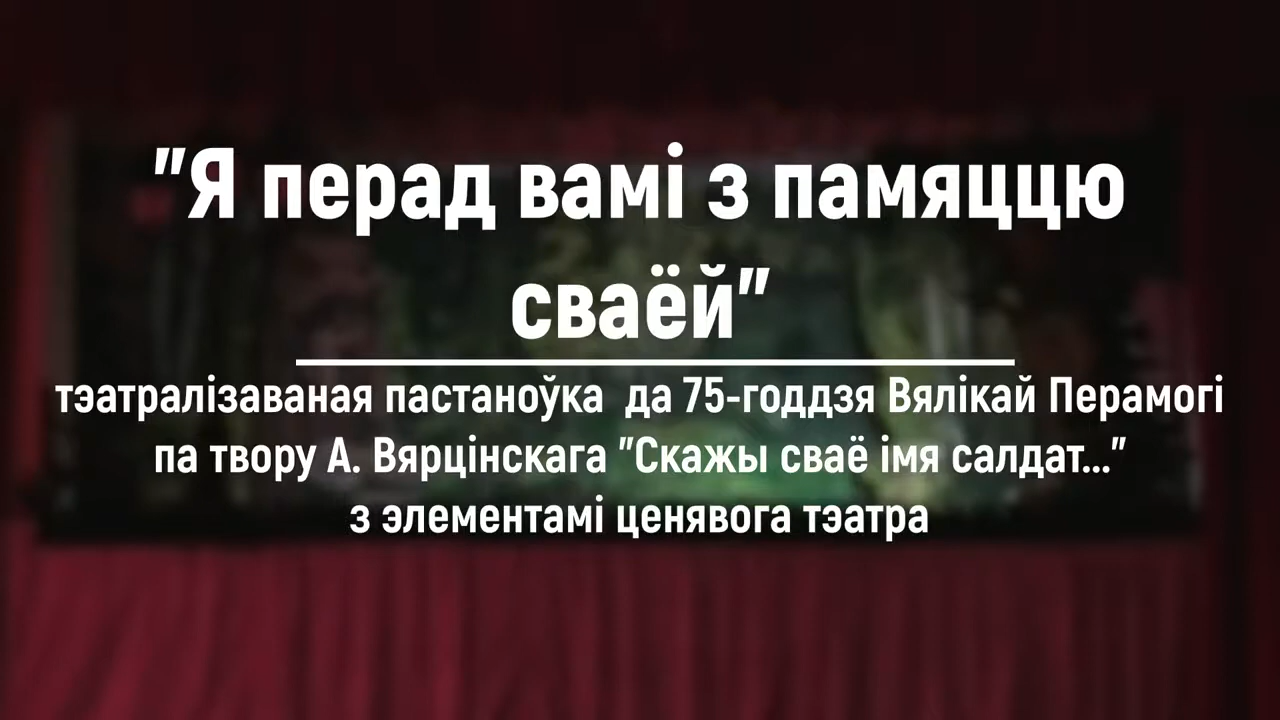 "Я перад вамі з памяццю
сваёй"
тэатралізаваная пастаноўка  да 75-годдзя Вялікай Перамогі
па твору А. Вярцінскага "Скажы сваё імя салдат..."
з элементамі ценявога тэатра